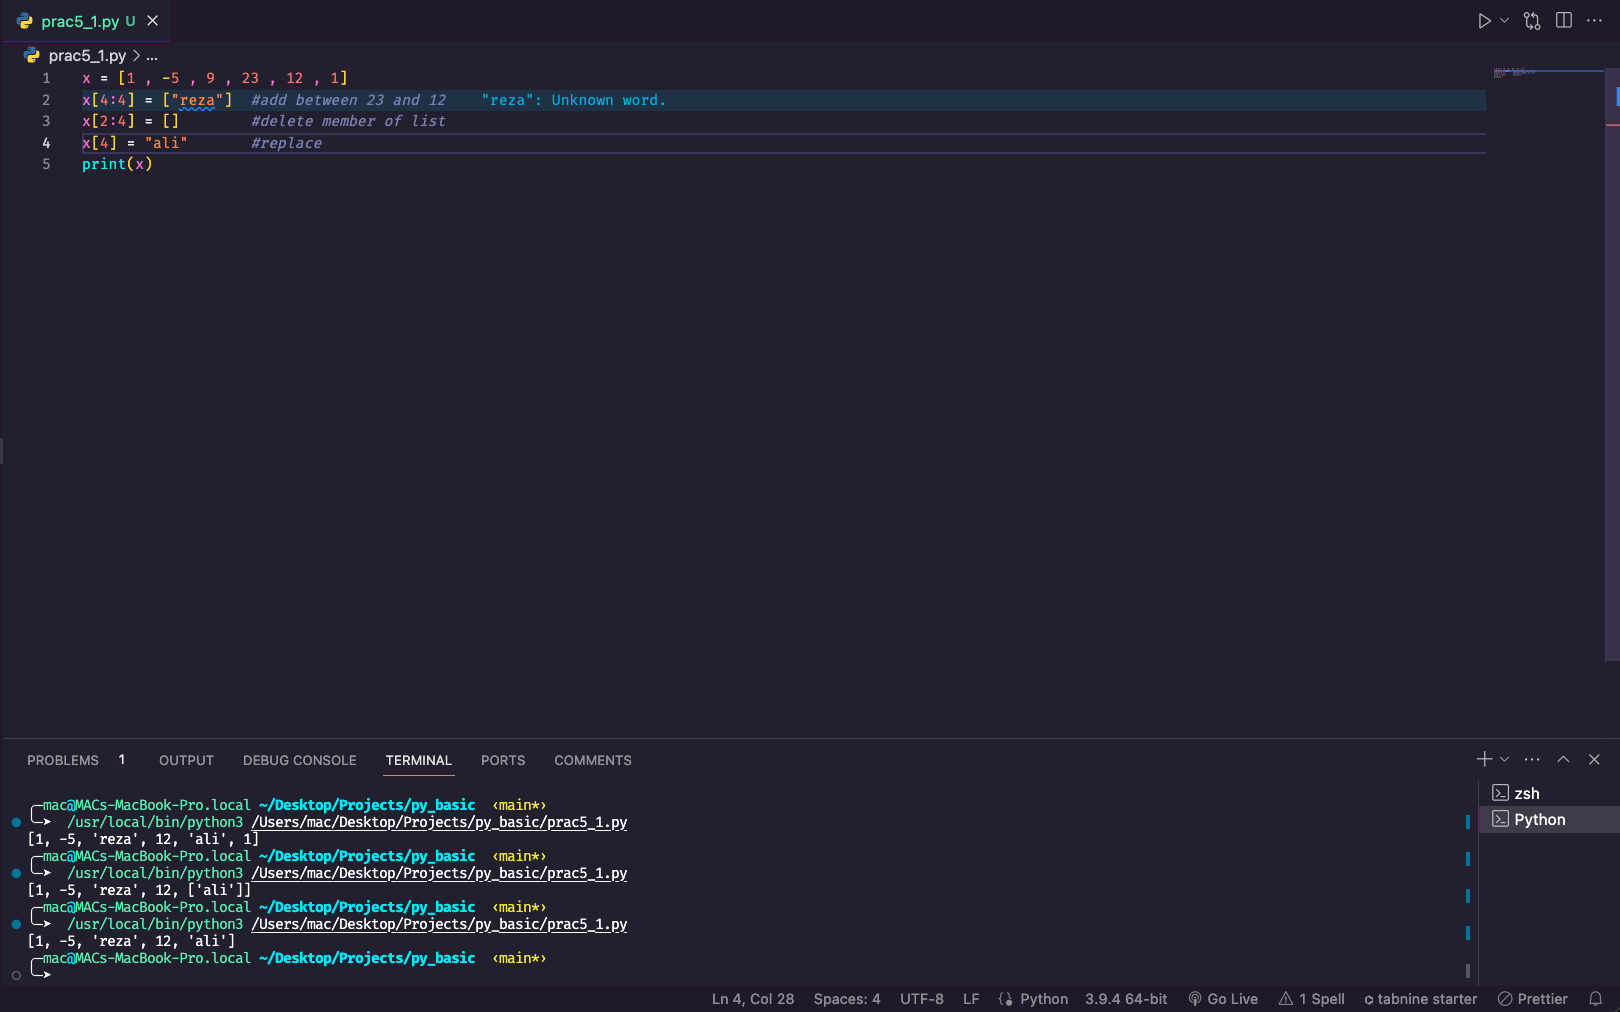 prac5_1.py U
prac5_1.py > ...
1 x = [1 , -5 , 9 , 23 , 12 , 1]
2 x[4:4] = ["reza"]  #add between 23 and 12    "reza": Unknown word.
3 x[2:4] = []        #delete member of list
4 x[4] = "ali"       #replace
5 print(x)
PROBLEMS 1 OUTPUT DEBUG CONSOLE TERMINAL PORTS COMMENTS
zsh
Python
╭─mac@MACs-MacBook-Pro.local ~/Desktop/Projects/py_basic  ‹main*›
╰─➤  /usr/local/bin/python3 /Users/mac/Desktop/Projects/py_basic/prac5_1.py
[1, -5, 'reza', 12, 'ali', 1]
╭─mac@MACs-MacBook-Pro.local ~/Desktop/Projects/py_basic  ‹main*›
╰─➤  /usr/local/bin/python3 /Users/mac/Desktop/Projects/py_basic/prac5_1.py
[1, -5, 'reza', 12, ['ali']]
╭─mac@MACs-MacBook-Pro.local ~/Desktop/Projects/py_basic  ‹main*›
╰─➤  /usr/local/bin/python3 /Users/mac/Desktop/Projects/py_basic/prac5_1.py
[1, -5, 'reza', 12, 'ali']
╭─mac@MACs-MacBook-Pro.local ~/Desktop/Projects/py_basic  ‹main*›
╰─➤
Ln 4, Col 28 Spaces: 4 UTF-8 LF Python 3.9.4 64-bit Go Live 1 Spell tabnine starter Prettier